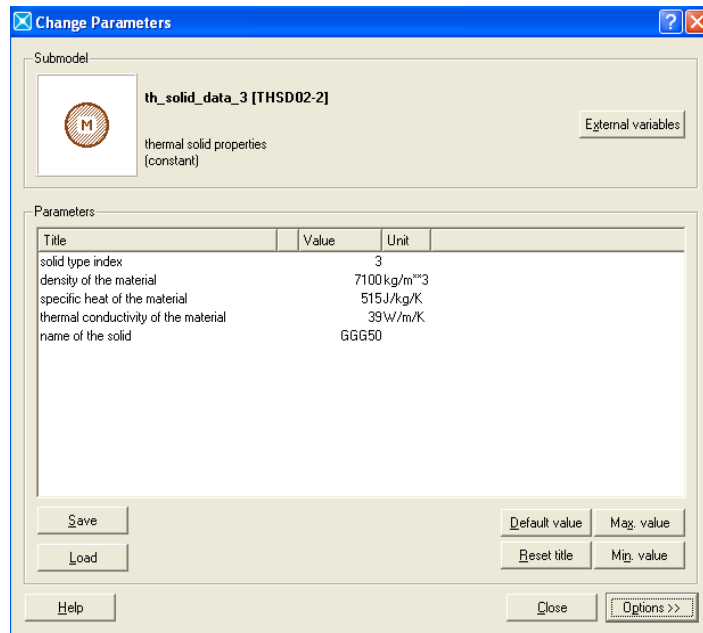 Change Parameters
?
Submodel
M
th_solid_data_3 [THSD02-2]
thermal solid properties
(constant)
External variables
Parameters
Title Value Unit
solid type index 3
density of the material 7100 kg/m**3
specific heat of the material 515 J/kg/K
thermal conductivity of the material 39 W/m/K
name of the solid GGG50
Save
Default value Max. value
Load
Reset title Min. value
Help
Close Options >>